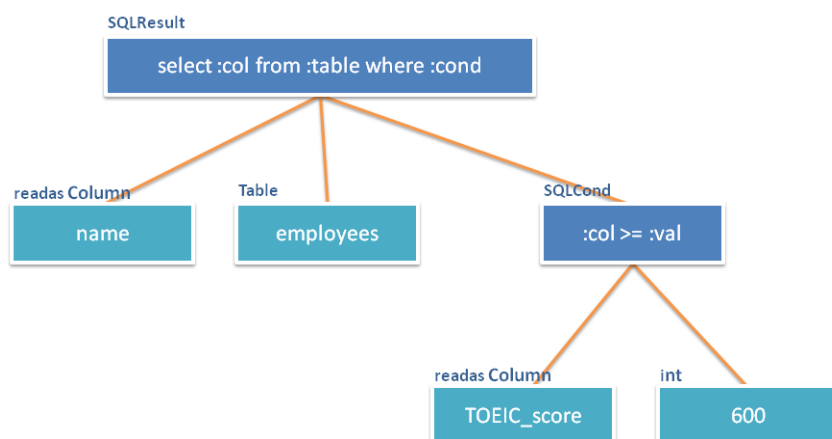 SQLResult
select :col from :table where :cond
readas Column
name
Table
employees
SQLCond
:col >= :val
readas Column
TOEIC_score
int
600